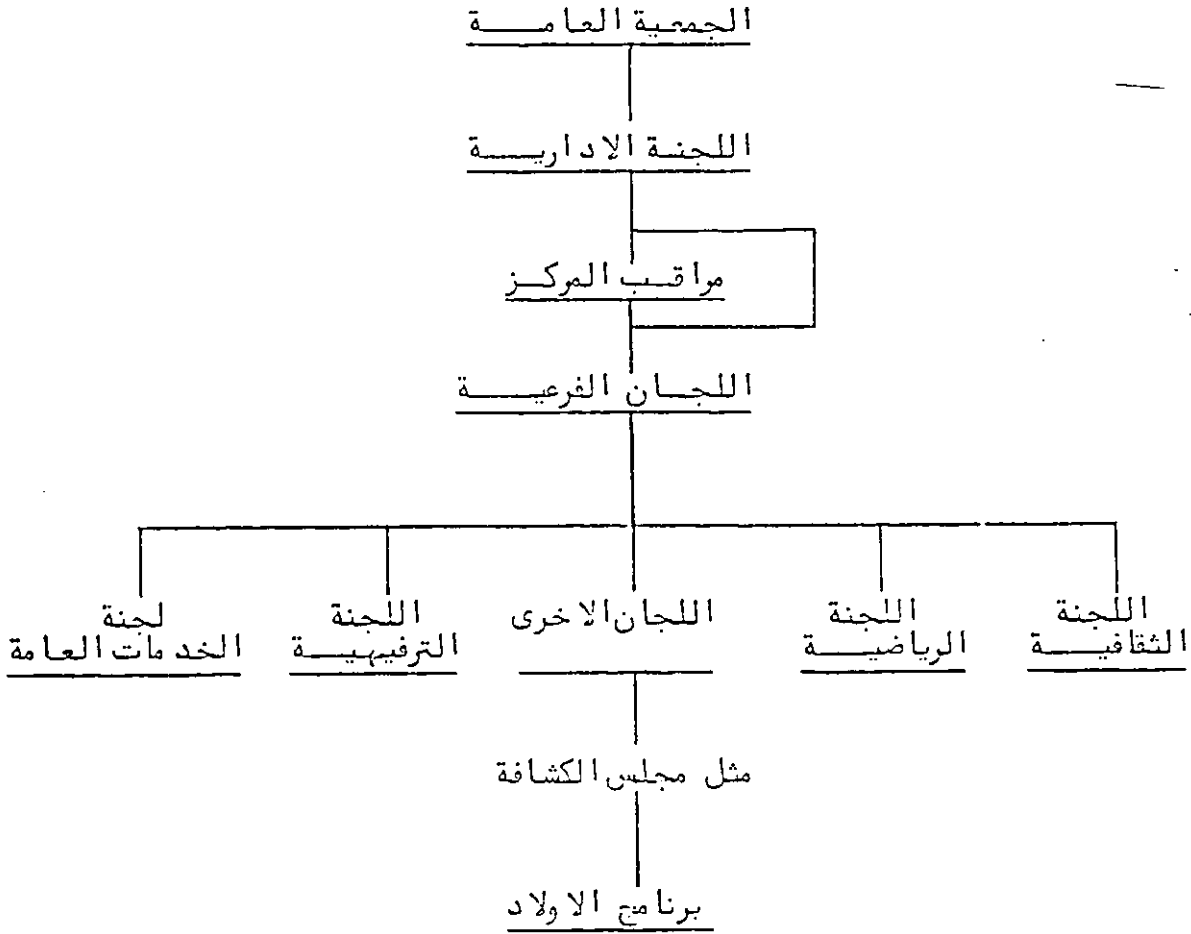 الجمعية العامة
اللجنة الادارية
مراقب المركز
اللجان الفرعية
اللجنة
الثقافية
اللجنة
الرياضية
اللجان الاخرى
اللجنة
الترفيهية
لجنة
الخدمات العامة
مثل مجلس الكشافة
برنامج الاولاد